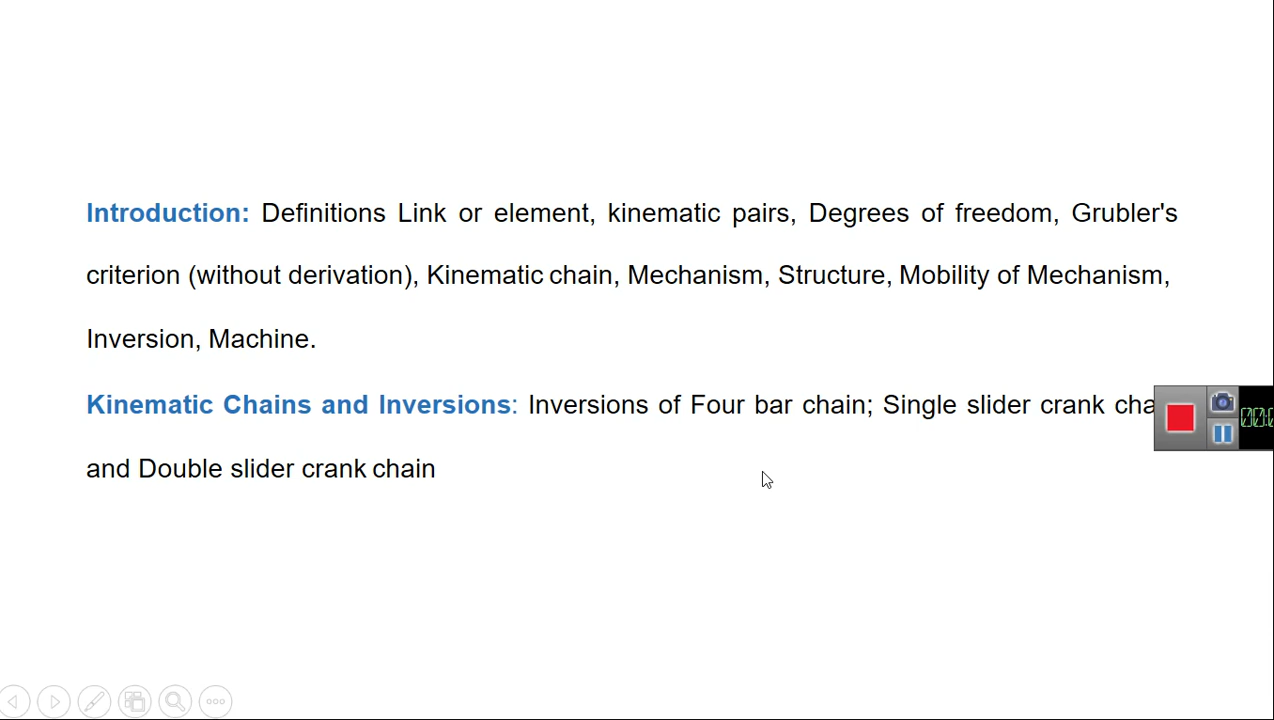 Introduction: Definitions Link or element, kinematic pairs, Degrees of freedom, Grubler's
criterion (without derivation), Kinematic chain, Mechanism, Structure, Mobility of Mechanism,
Inversion, Machine.
Kinematic Chains and Inversions: Inversions of Four bar chain; Single slider crank
and Double slider crank chain